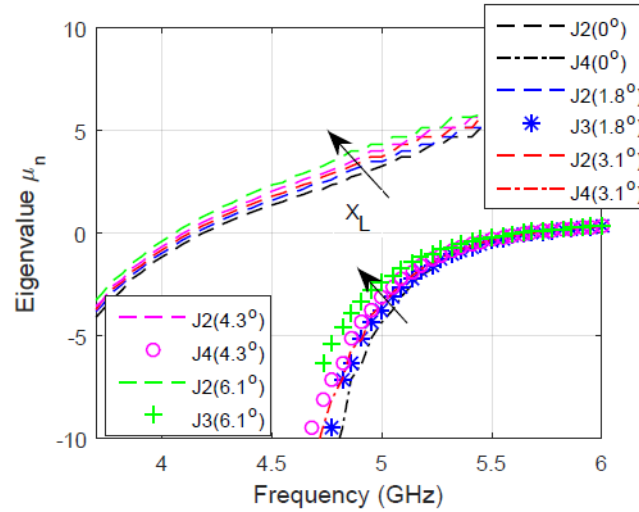 10
5
0
-5
-10
4
4.5
5
5.5
6
Eigenvalue μn
Frequency (GHz)
XL
J2(0°)
J4(0°)
J2(1.8°)
J3(1.8°)
J2(3.1°)
J4(3.1°)
J2(4.3°)
J4(4.3°)
J2(6.1°)
J3(6.1°)